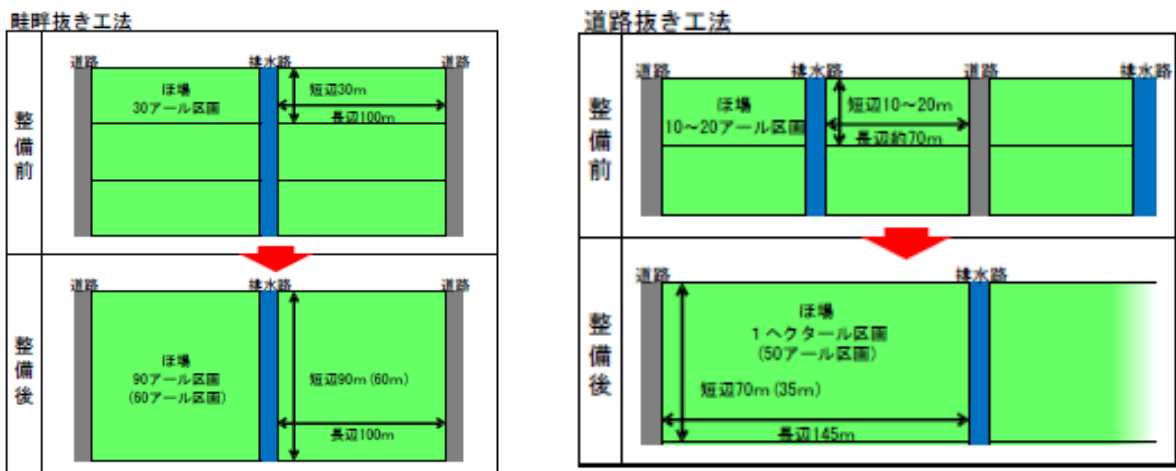 畦畔抜き工法
整備前
道路
排水路
道路
ほ場
30アール区画
短辺30m
長辺100m
整備後
道路
排水路
道路
ほ場
90アール区画
(60アール区画)
短辺90m(60m)
長辺100m
道路抜き工法
整備前
道路
排水路
道路
排水路
ほ場
10～20アール区画
短辺10～20m
長辺約70m
整備後
道路
排水路
ほ場
1ヘクタール区画
(50アール区画)
短辺70m(35m)
長辺145m